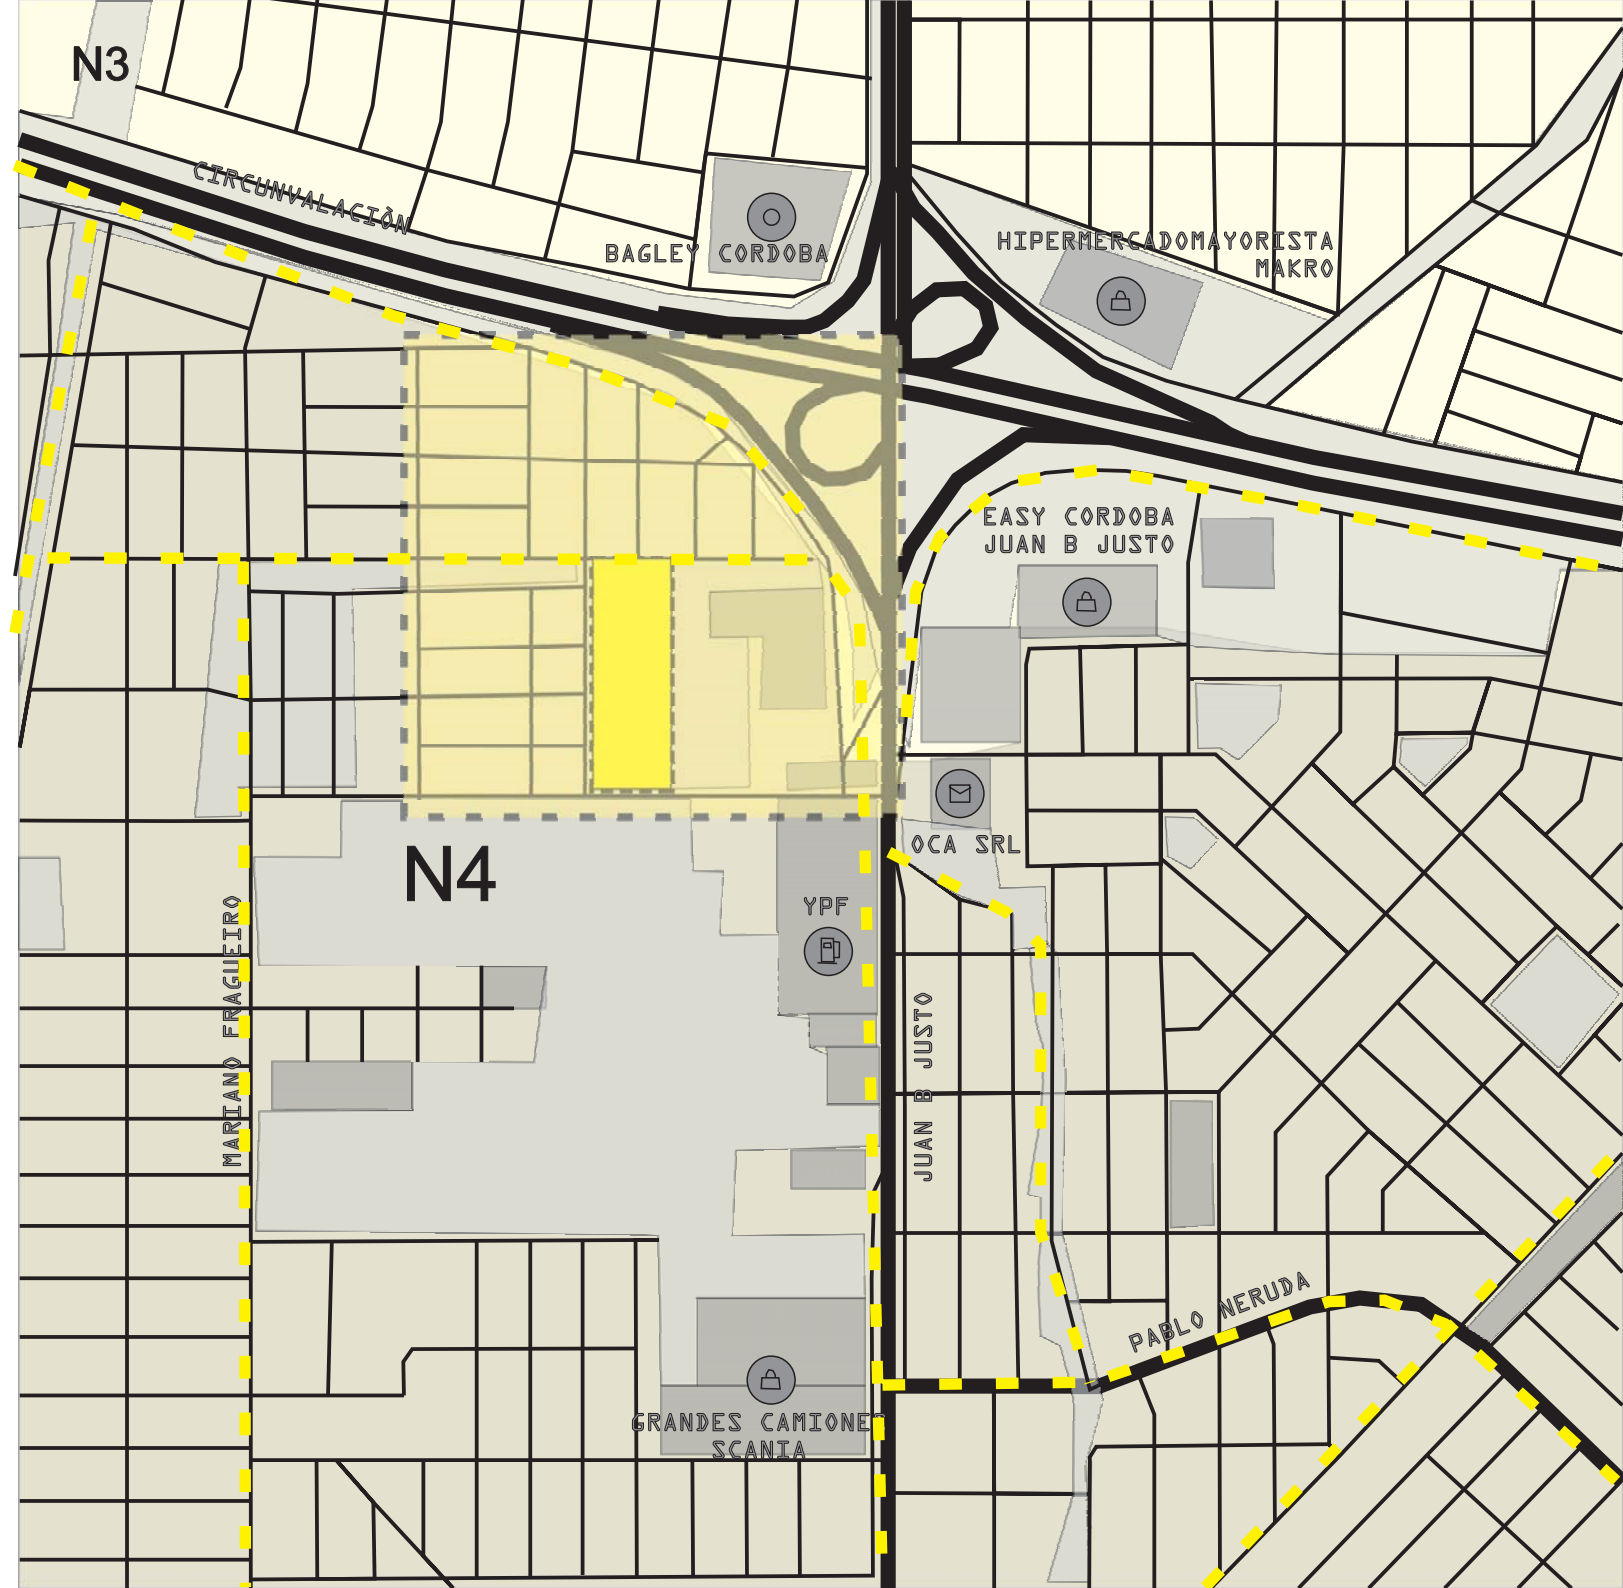 N3
CIRCUNVALACIÒN
BAGLEY CORDOBA
HIPERMERCADOMAYORISTA
MAKRO
EASY CORDOBA
JUAN B JUSTO
OCA SRL
N4
YPF
MARIANO FRAGUEIRO
JUAN B JUSTO
PABLO NERUDA
GRANDES CAMIONES
SCANIA